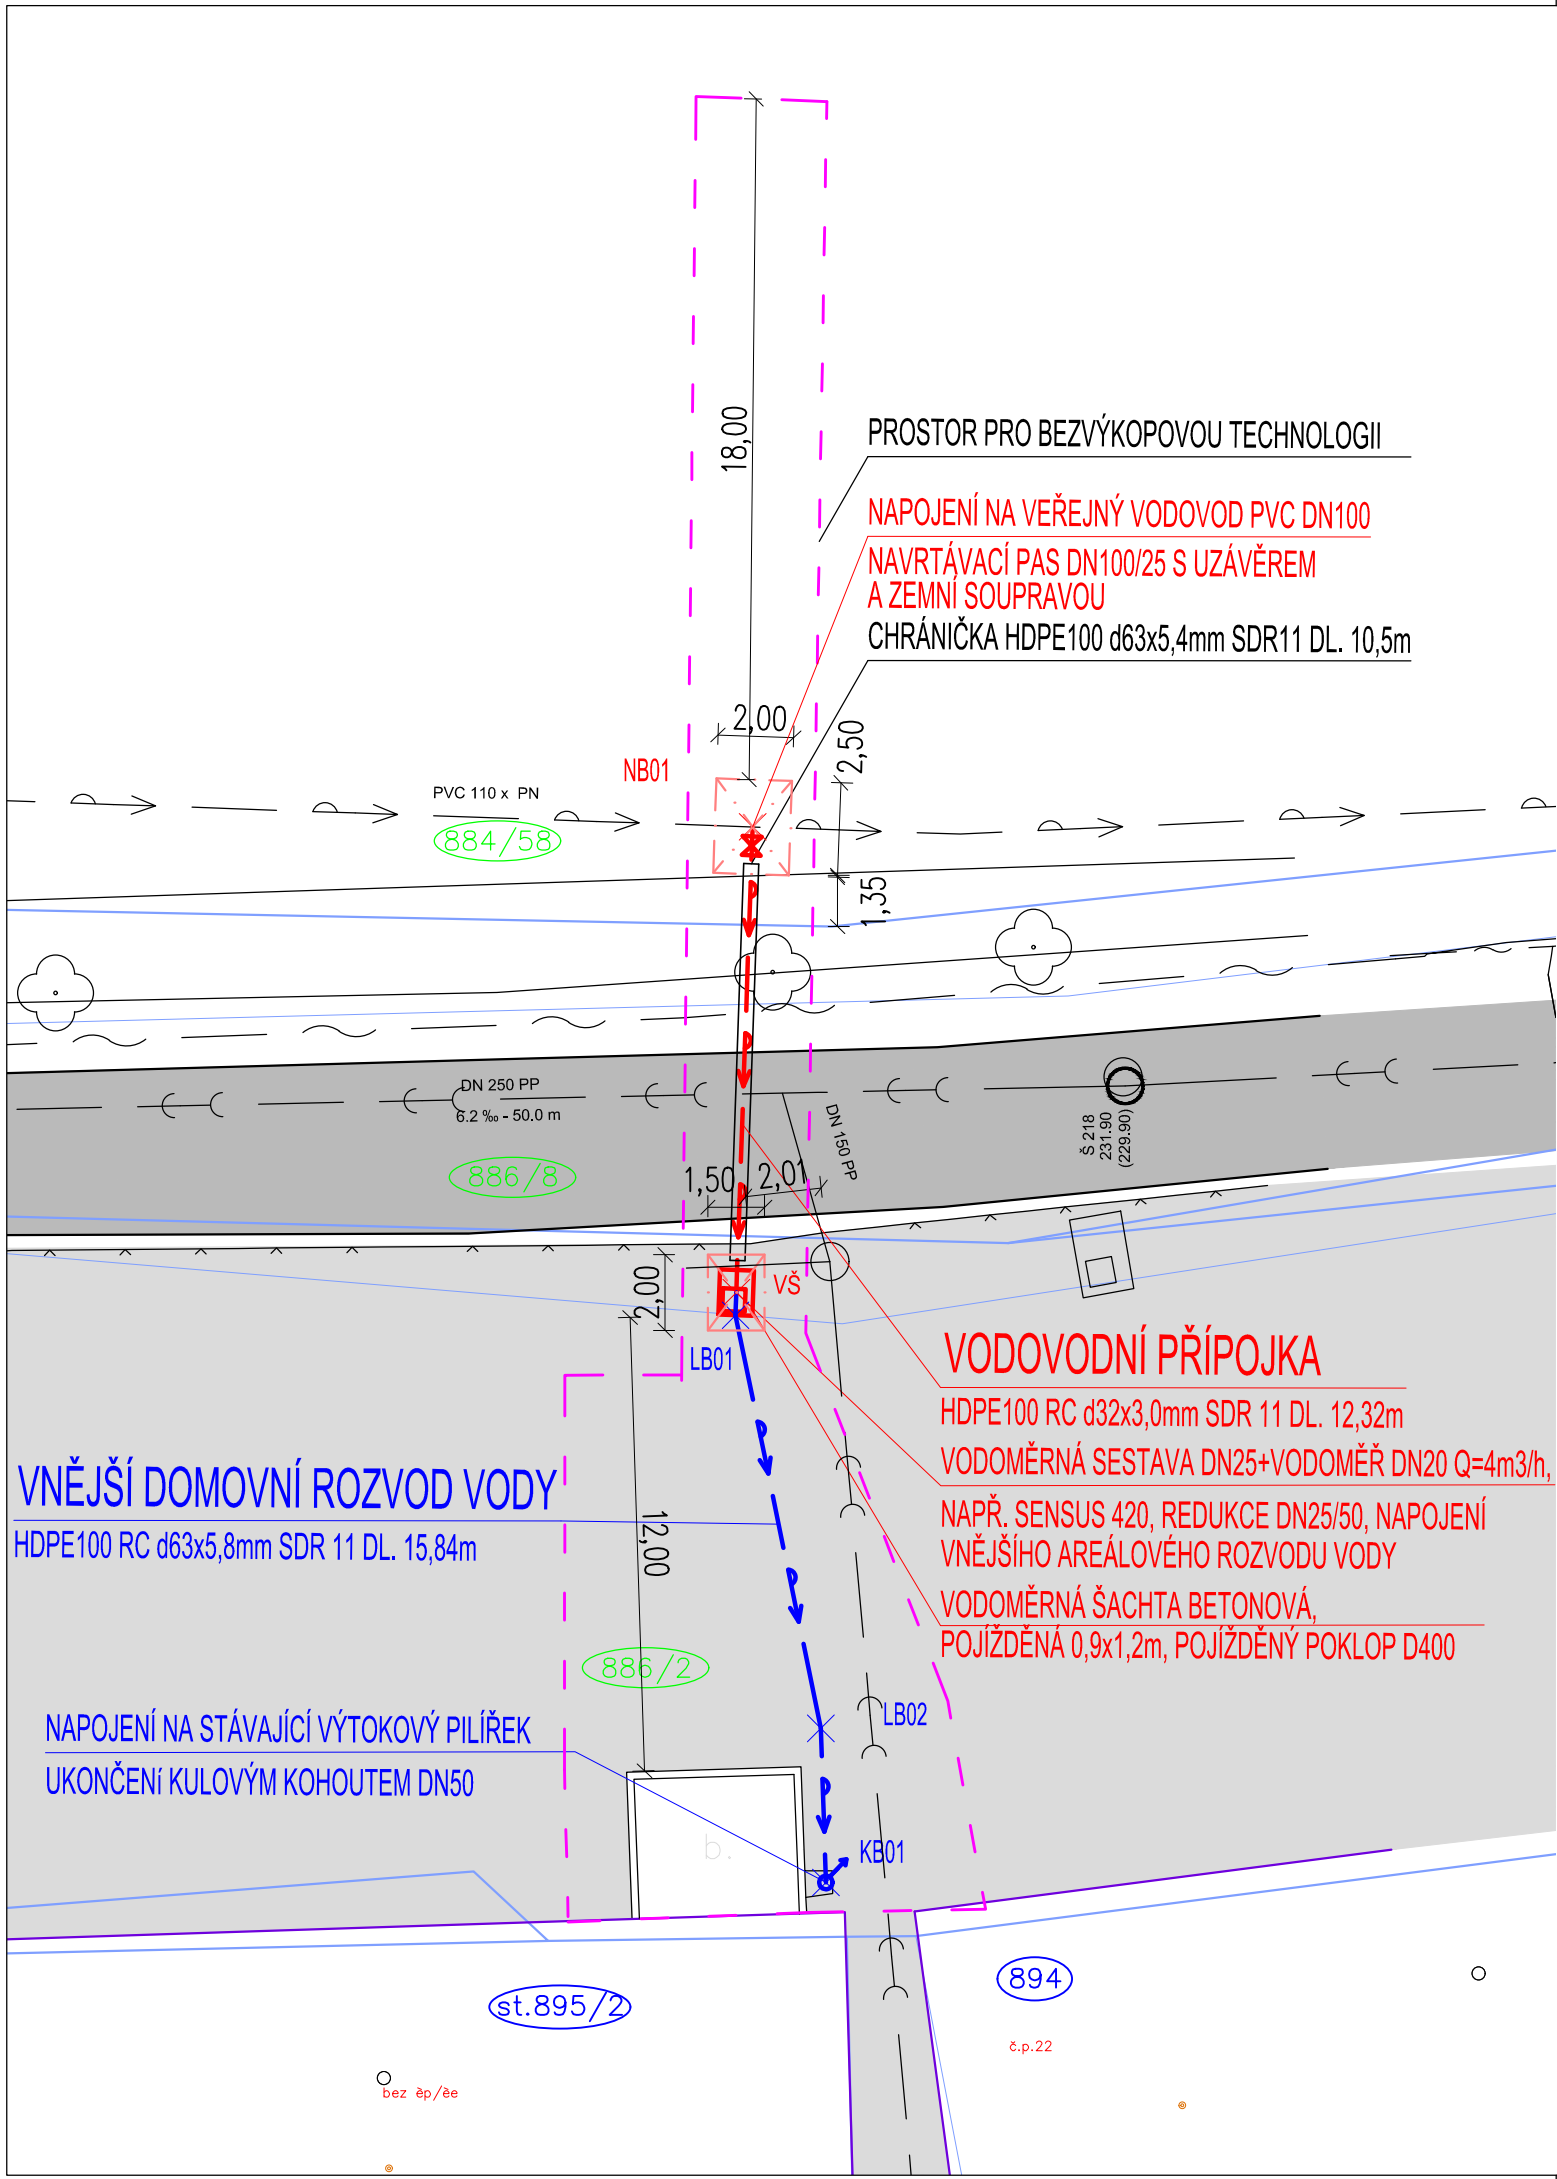 18,00
PROSTOR PRO BEZVÝKOPOVOU TECHNOLOGII
NAPOJENÍ NA VEŘEJNÝ VODOVOD PVC DN100
NAVRTÁVACÍ PAS DN100/25 S UZÁVĚREM
A ZEMNÍ SOUPRAVOU
CHRÁNIČKA HDPE100 d63x5,4mm SDR11 DL. 10,5m
2,00
2,50
NB01
PVC 110 x PN
884/58
1,35
DN 250 PP
6.2 ‰ - 50.0 m
DN 150 PP
Š 218
231.90
(229.90)
886/8
1,50
2,01
2,00
VŠ
LB01
VODOVODNÍ PŘÍPOJKA
HDPE100 RC d32x3,0mm SDR 11 DL. 12,32m
VODOMĚRNÁ SESTAVA DN25+VODOMĚŘ DN20 Q=4m3/h,
NAPŘ. SENSUS 420, REDUKCE DN25/50, NAPOJENÍ
VNĚJŠÍHO AREÁLOVÉHO ROZVODU VODY
VODOMĚRNÁ ŠACHTA BETONOVÁ,
POJÍŽDĚNÁ 0,9x1,2m, POJÍŽDĚNÝ POKLOP D400
VNĚJŠÍ DOMOVNÍ ROZVOD VODY
HDPE100 RC d63x5,8mm SDR 11 DL. 15,84m
12,00
886/2
NAPOJENÍ NA STÁVAJÍCÍ VÝTOKOVÝ PILÍŘEK
UKONČENí KULOVÝM KOHOUTEM DN50
LB02
b.
KB01
st.895/2
894
č.p.22
bez èp/èe